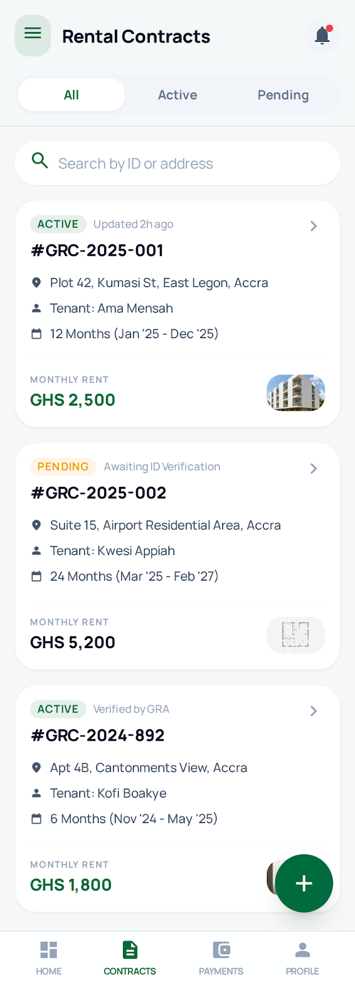 Rental Contracts
All Active Pending
Search by ID or address
ACTIVE Updated 2h ago
#GRC-2025-001
Plot 42, Kumasi St, East Legon, Accra
Tenant: Ama Mensah
12 Months (Jan '25 - Dec '25)
MONTHLY RENT
GHS 2,500
PENDING Awaiting ID Verification
#GRC-2025-002
Suite 15, Airport Residential Area, Accra
Tenant: Kwesi Appiah
24 Months (Mar '25 - Feb '27)
MONTHLY RENT
GHS 5,200
ACTIVE Verified by GRA
#GRC-2024-892
Apt 4B, Cantonments View, Accra
Tenant: Kofi Boakye
6 Months (Nov '24 - May '25)
MONTHLY RENT
GHS 1,800
HOME CONTRACTS PAYMENTS PROFILE